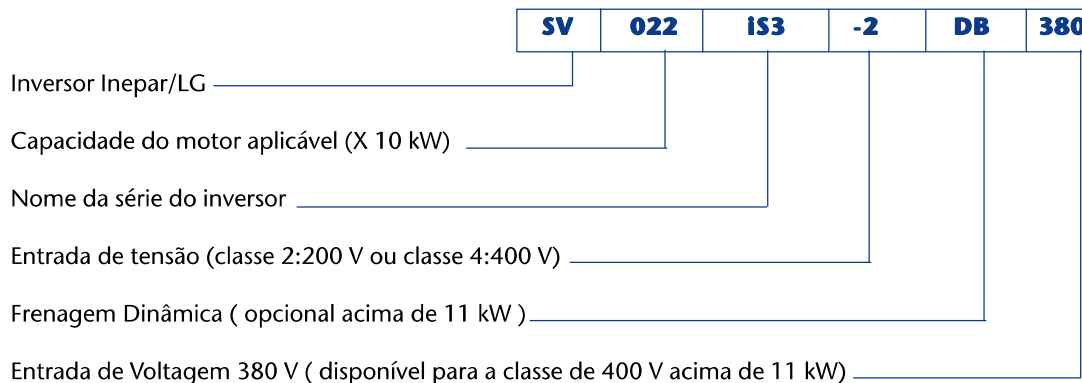 SV 022 iS3 -2 DB 380
Inversor Inepar/LG
Capacidade do motor aplicável (X 10 kW)
Nome da série do inversor
Entrada de tensão (classe 2:200 V ou classe 4:400 V)
Frenagem Dinâmica ( opcional acima de 11 kW )
Entrada de Voltagem 380 V ( disponível para a classe de 400 V acima de 11 kW)